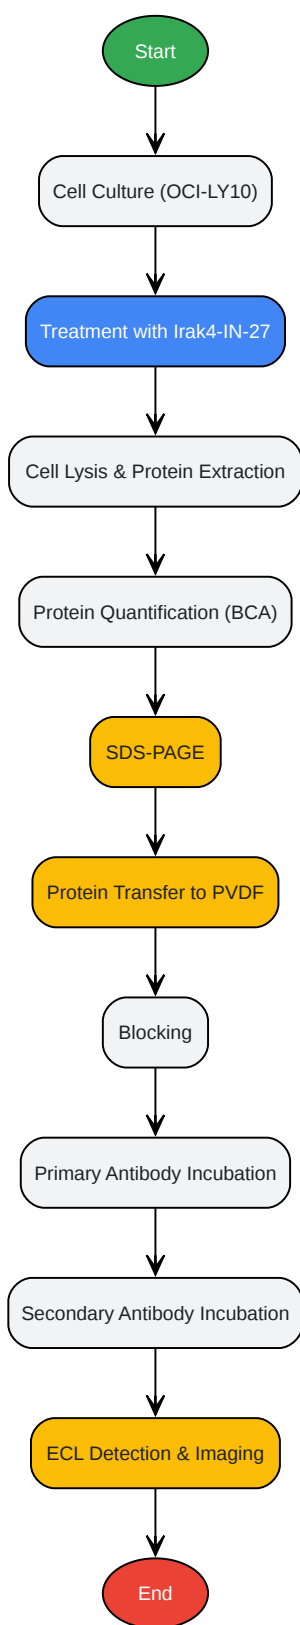 Start
Cell Culture (OCI-LY10)
Treatment with Irak4-IN-27
Cell Lysis & Protein Extraction
Protein Quantification (BCA)
SDS-PAGE
Protein Transfer to PVDF
Blocking
Primary Antibody Incubation
Secondary Antibody Incubation
ECL Detection & Imaging
End